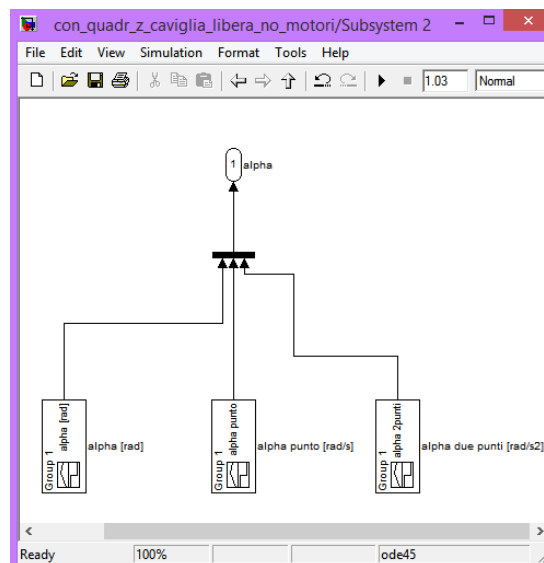 con_quadr_z_caviglia_libera_no_motori/Subsystem 2
File Edit View Simulation Format Tools Help
1.03 Normal
1 alpha
Group 1 alpha [rad]
alpha [rad]
Group 1 alpha punto
alpha punto [rad/s]
Group 1 alpha 2punti
alpha due punti [rad/s2]
Ready 100% ode45